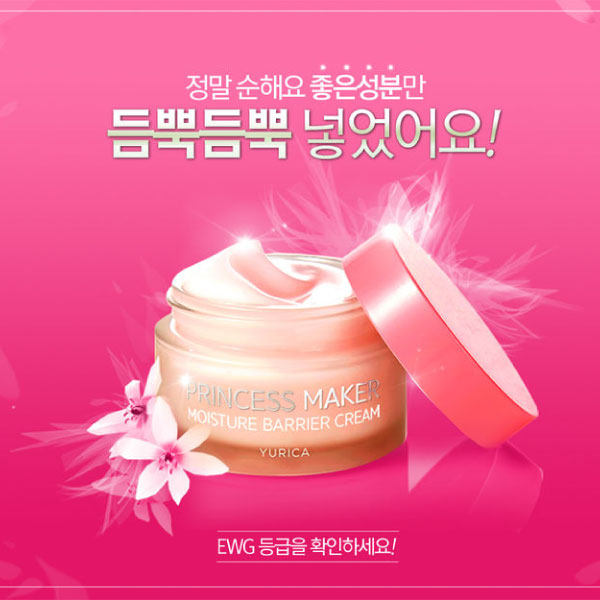 정말 순해요 좋은성분만
듬뿍듬뿍 넣었어요!
PRINCESS MAKER
MOISTURE BARRIER CREAM
YURICA
EWG 등급을 확인하세요!